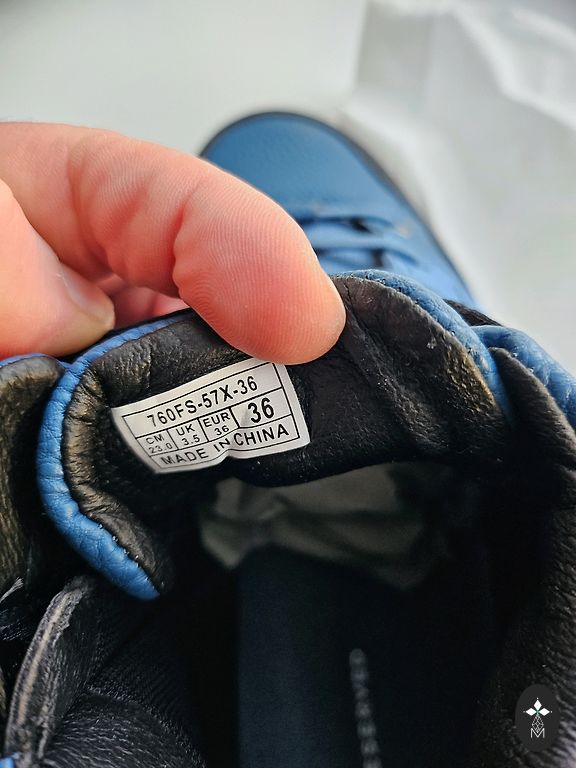 760FS-57X-36
CM UK EUR 36
23.0 3.5 36
MADE IN CHINA